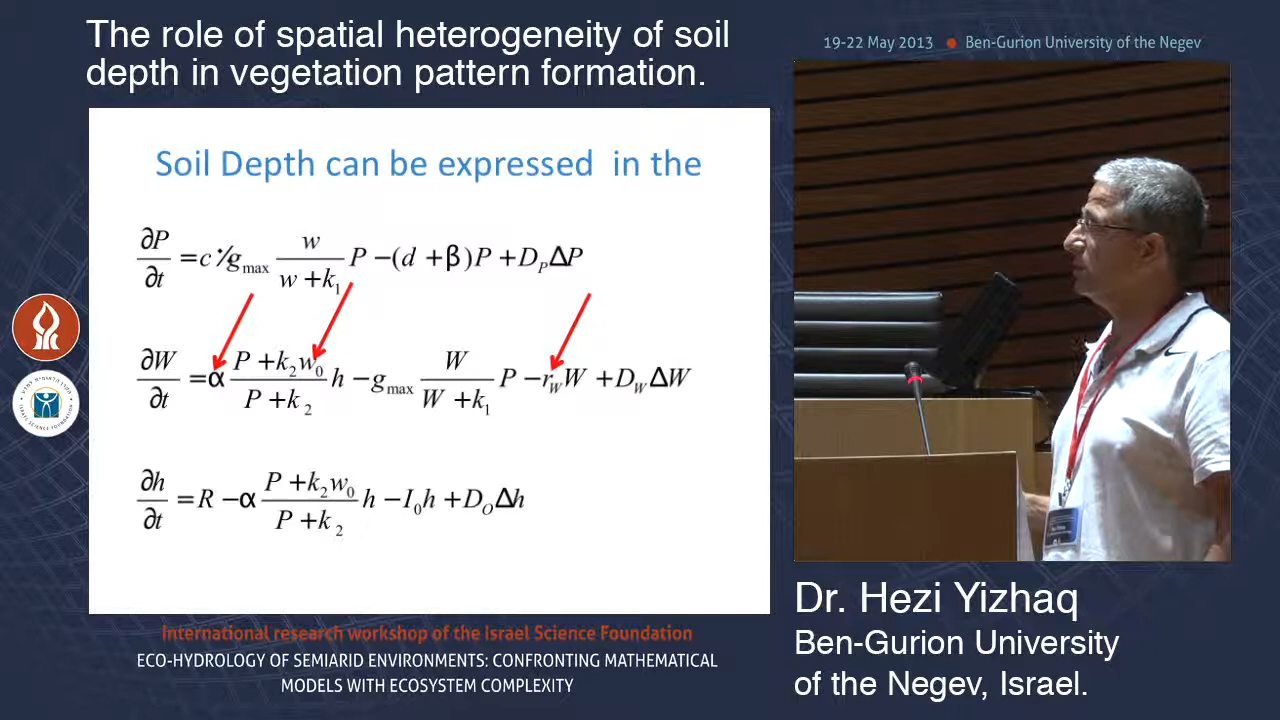 The role of spatial heterogeneity of soil
depth in vegetation pattern formation.
19-22 May 2013 ● Ben-Gurion University of the Negev
Soil Depth can be expressed in the
∂P/∂t = c·g_max w/(w + k_1) P − (d + β)P + D_P ΔP
∂W/∂t = α (P + k_2 w_0)/(P + k_2) h − g_max W/(W + k_1) P − r_W W + D_W ΔW
∂h/∂t = R − α (P + k_2 w_0)/(P + k_2) h − I_0 h + D_O Δh
International research workshop of the Israel Science Foundation
ECO-HYDROLOGY OF SEMIARID ENVIRONMENTS: CONFRONTING MATHEMATICAL
MODELS WITH ECOSYSTEM COMPLEXITY
Dr. Hezi Yizhaq
Ben-Gurion University
of the Negev, Israel.